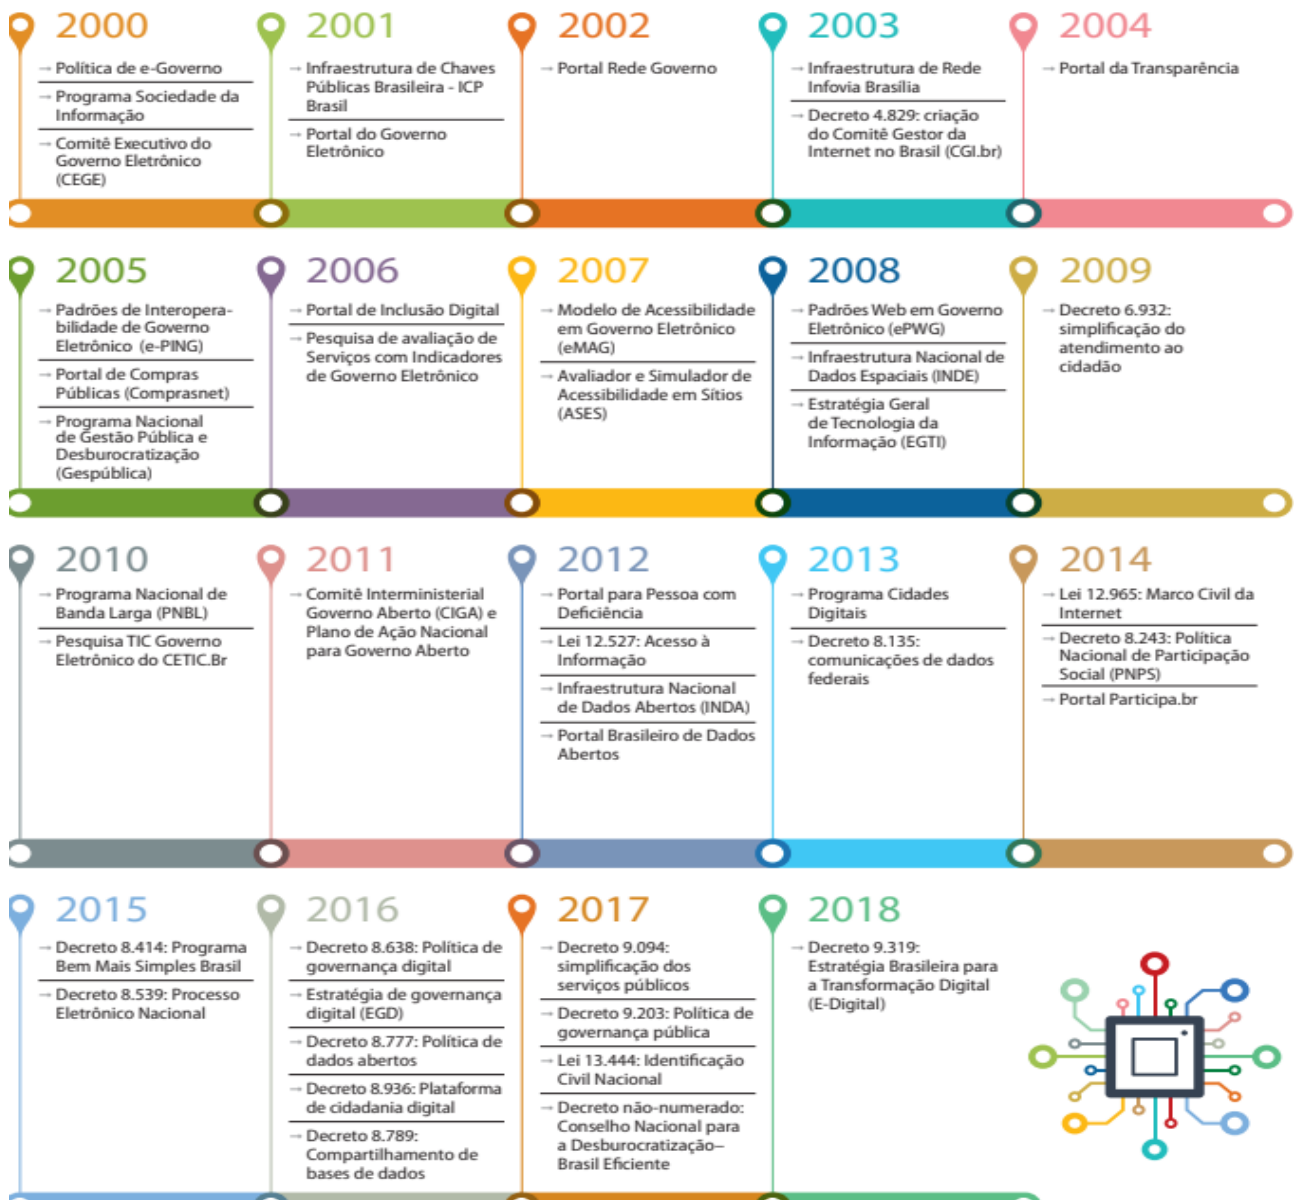 2000
→ Política de e-Governo
→ Programa Sociedade da
Informação
→ Comitê Executivo do
Governo Eletrônico
(CEGE)
2001
→ Infraestrutura de Chaves
Públicas Brasileira - ICP
Brasil
→ Portal do Governo
Eletrônico
2002
→ Portal Rede Governo
2003
→ Infraestrutura de Rede
Infovia Brasília
→ Decreto 4.829: criação
do Comitê Gestor da
Internet no Brasil (CGI.br)
2004
→ Portal da Transparência
2005
→ Padrões de Interopera-
bilidade de Governo
Eletrônico (e-PING)
→ Portal de Compras
Públicas (Comprasnet)
→ Programa Nacional
de Gestão Pública e
Desburocratização
(Gespública)
2006
→ Portal de Inclusão Digital
→ Pesquisa de avaliação de
Serviços com Indicadores
de Governo Eletrônico
2007
→ Modelo de Acessibilidade
em Governo Eletrônico
(eMAG)
→ Avaliador e Simulador de
Acessibilidade em Sítios
(ASES)
2008
→ Padrões Web em Governo
Eletrônico (ePWG)
→ Infraestrutura Nacional de
Dados Espaciais (INDE)
→ Estratégia Geral
de Tecnologia da
Informação (EGTI)
2009
→ Decreto 6.932:
simplificação do
atendimento ao
cidadão
2010
→ Programa Nacional de
Banda Larga (PNBL)
→ Pesquisa TIC Governo
Eletrônico do CETIC.Br
2011
→ Comitê Interministerial
Governo Aberto (CIGA) e
Plano de Ação Nacional
para Governo Aberto
2012
→ Portal para Pessoa com
Deficiência
→ Lei 12.527: Acesso à
Informação
→ Infraestrutura Nacional
de Dados Abertos (INDA)
→ Portal Brasileiro de Dados
Abertos
2013
→ Programa Cidades
Digitais
→ Decreto 8.135:
comunicações de dados
federais
2014
→ Lei 12.965: Marco Civil da
Internet
→ Decreto 8.243: Política
Nacional de Participação
Social (PNPS)
→ Portal Participa.br
2015
→ Decreto 8.414: Programa
Bem Mais Simples Brasil
→ Decreto 8.539: Processo
Eletrônico Nacional
2016
→ Decreto 8.638: Política de
governança digital
→ Estratégia de governança
digital (EGD)
→ Decreto 8.777: Política de
dados abertos
→ Decreto 8.936: Plataforma
de cidadania digital
→ Decreto 8.789:
Compartilhamento de
bases de dados
2017
→ Decreto 9.094:
simplificação dos
serviços públicos
→ Decreto 9.203: Política de
governança pública
→ Lei 13.444: Identificação
Civil Nacional
→ Decreto não-numerado:
Conselho Nacional para
a Desburocratização–
Brasil Eficiente
2018
→ Decreto 9.319:
Estratégia Brasileira para
a Transformação Digital
(E-Digital)